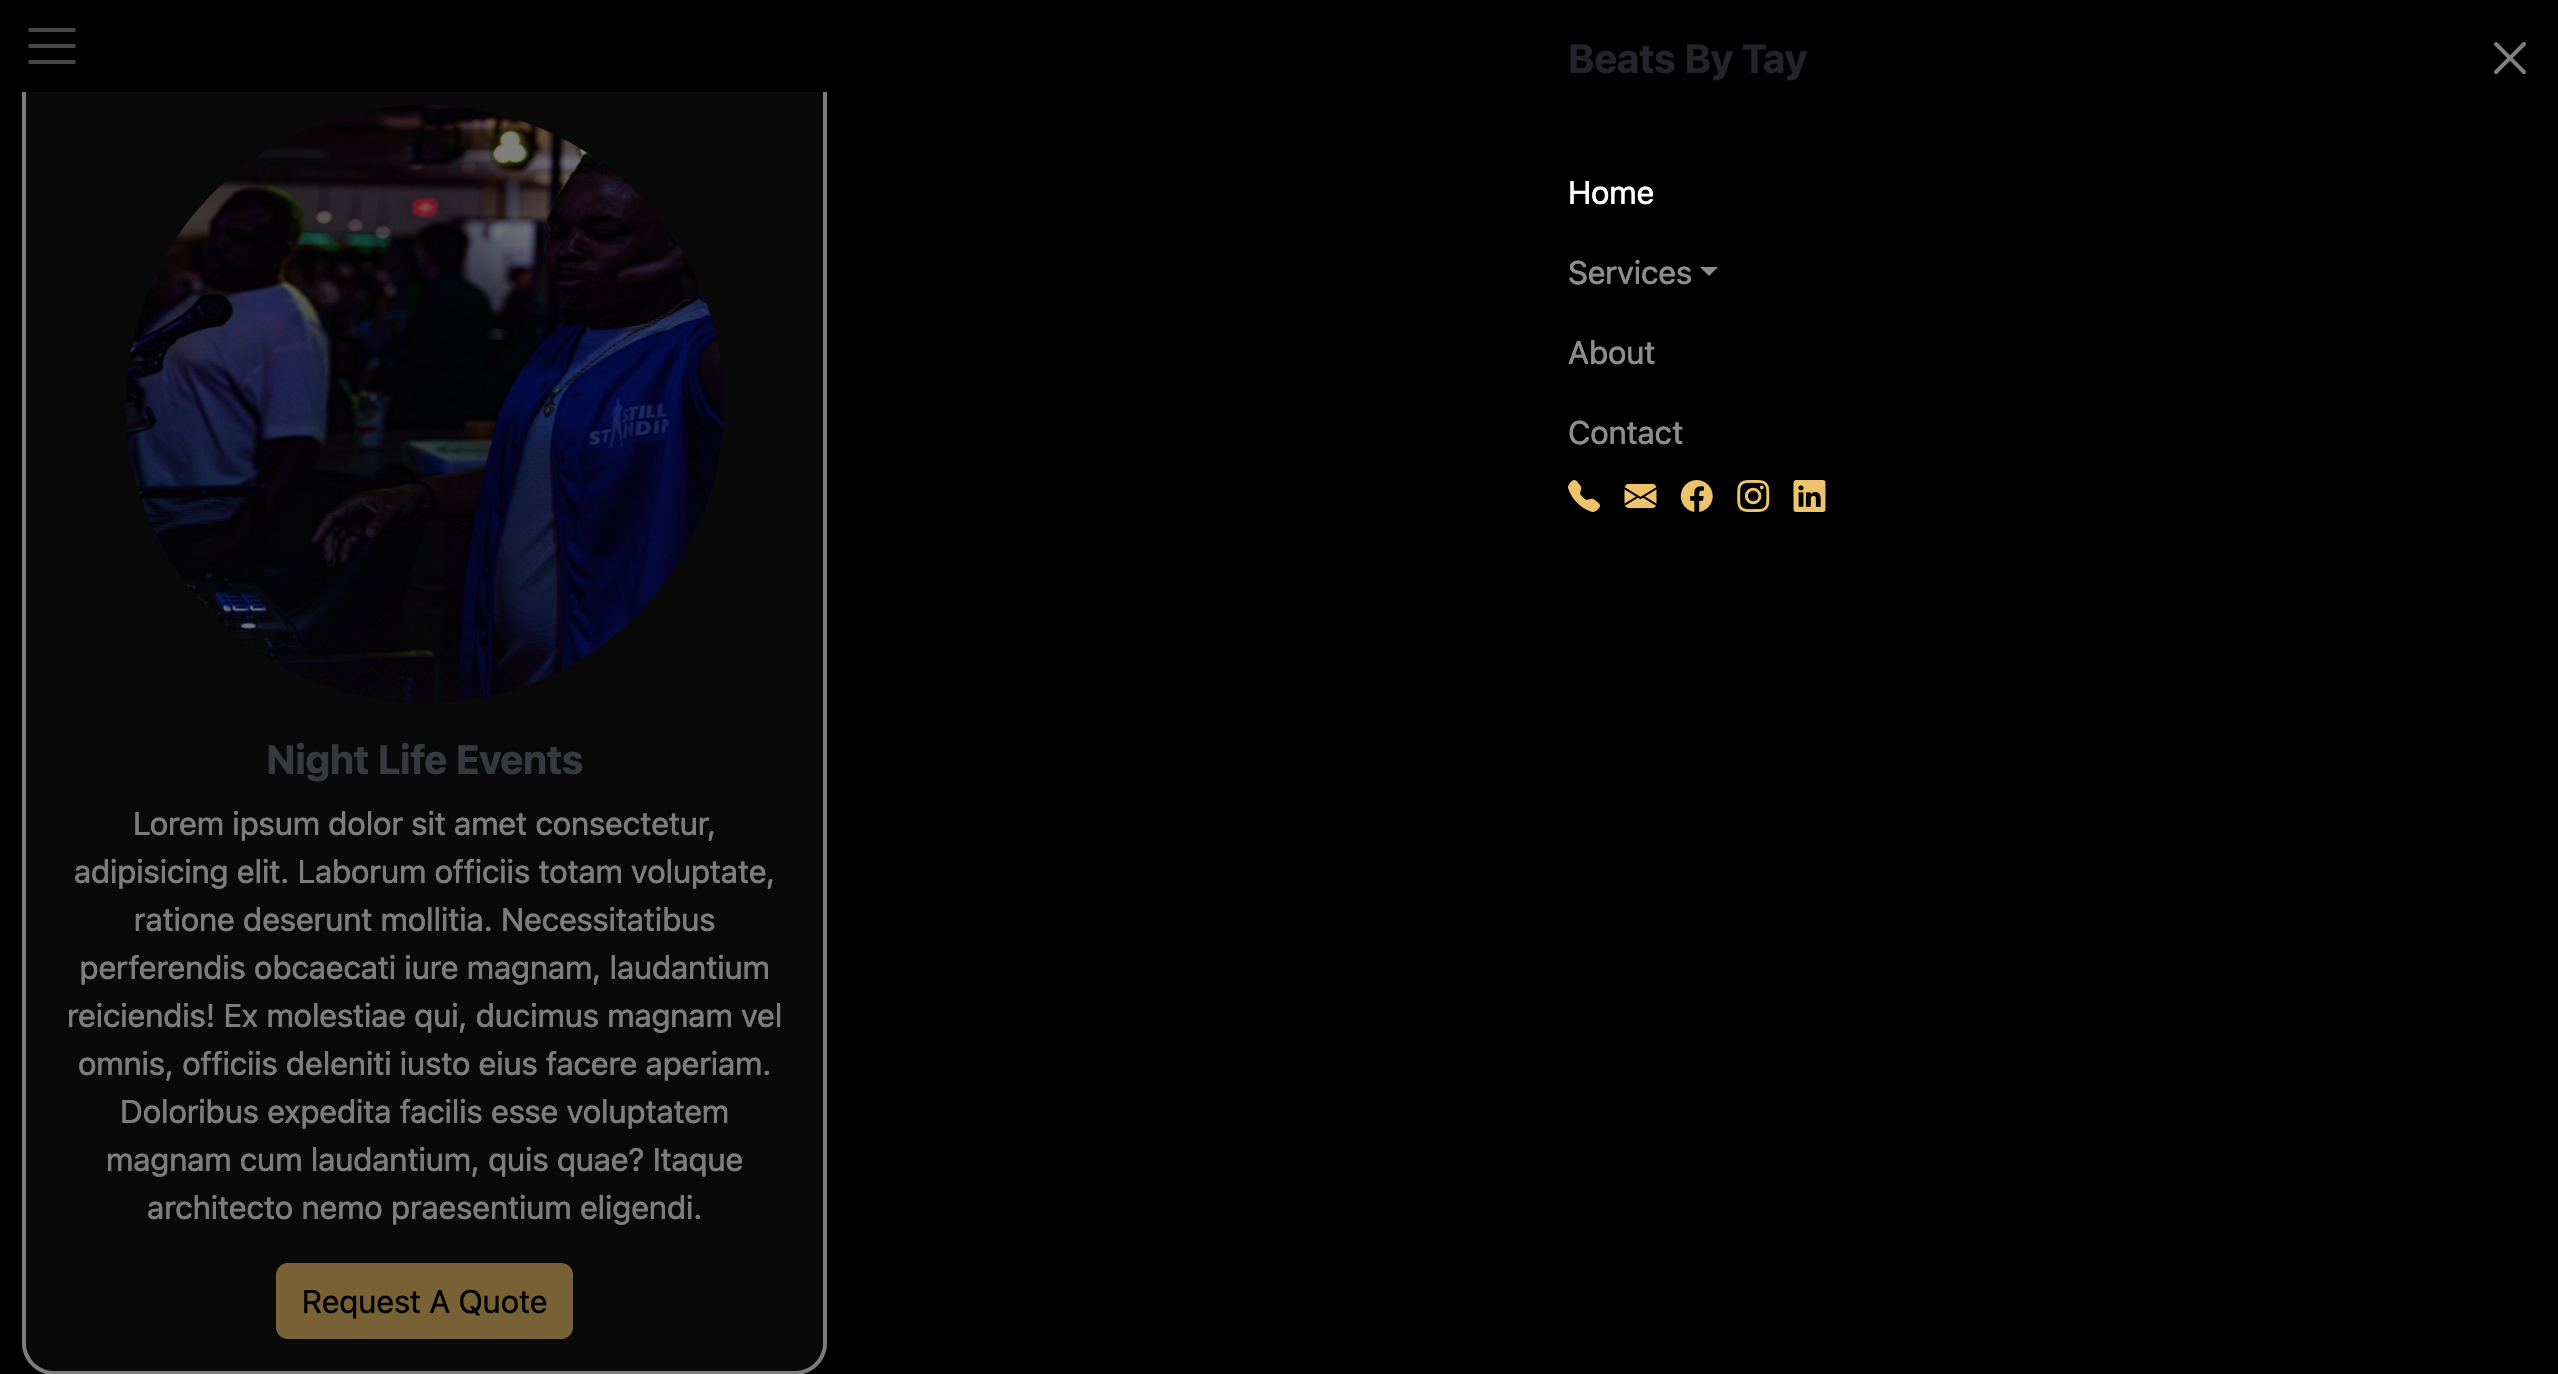 Beats By Tay
Home
Services
About
Contact
STILL
STANDIN
Night Life Events
Lorem ipsum dolor sit amet consectetur,
adipisicing elit. Laborum officiis totam voluptate,
ratione deserunt mollitia. Necessitatibus
perferendis obcaecati iure magnam, laudantium
reiciendis! Ex molestiae qui, ducimus magnam vel
omnis, officiis deleniti iusto eius facere aperiam.
Doloribus expedita facilis esse voluptatem
magnam cum laudantium, quis quae? Itaque
architecto nemo praesentium eligendi.
Request A Quote